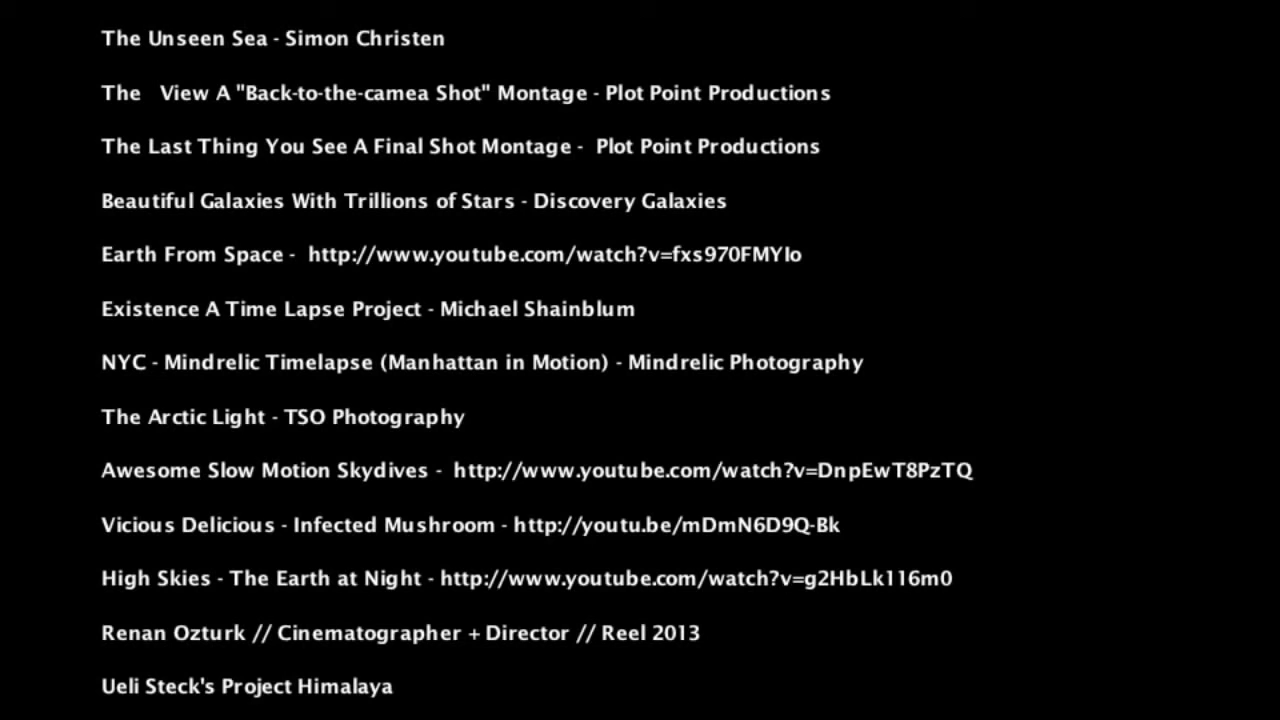 The Unseen Sea - Simon Christen
The   View A "Back-to-the-camea Shot" Montage - Plot Point Productions
The Last Thing You See A Final Shot Montage -  Plot Point Productions
Beautiful Galaxies With Trillions of Stars - Discovery Galaxies
Earth From Space -  http://www.youtube.com/watch?v=fxs970FMYIo
Existence A Time Lapse Project - Michael Shainblum
NYC - Mindrelic Timelapse (Manhattan in Motion) - Mindrelic Photography
The Arctic Light - TSO Photography
Awesome Slow Motion Skydives -  http://www.youtube.com/watch?v=DnpEwT8PzTQ
Vicious Delicious - Infected Mushroom - http://youtu.be/mDmN6D9Q-Bk
High Skies - The Earth at Night - http://www.youtube.com/watch?v=g2HbLk116m0
Renan Ozturk // Cinematographer + Director // Reel 2013
Ueli Steck's Project Himalaya